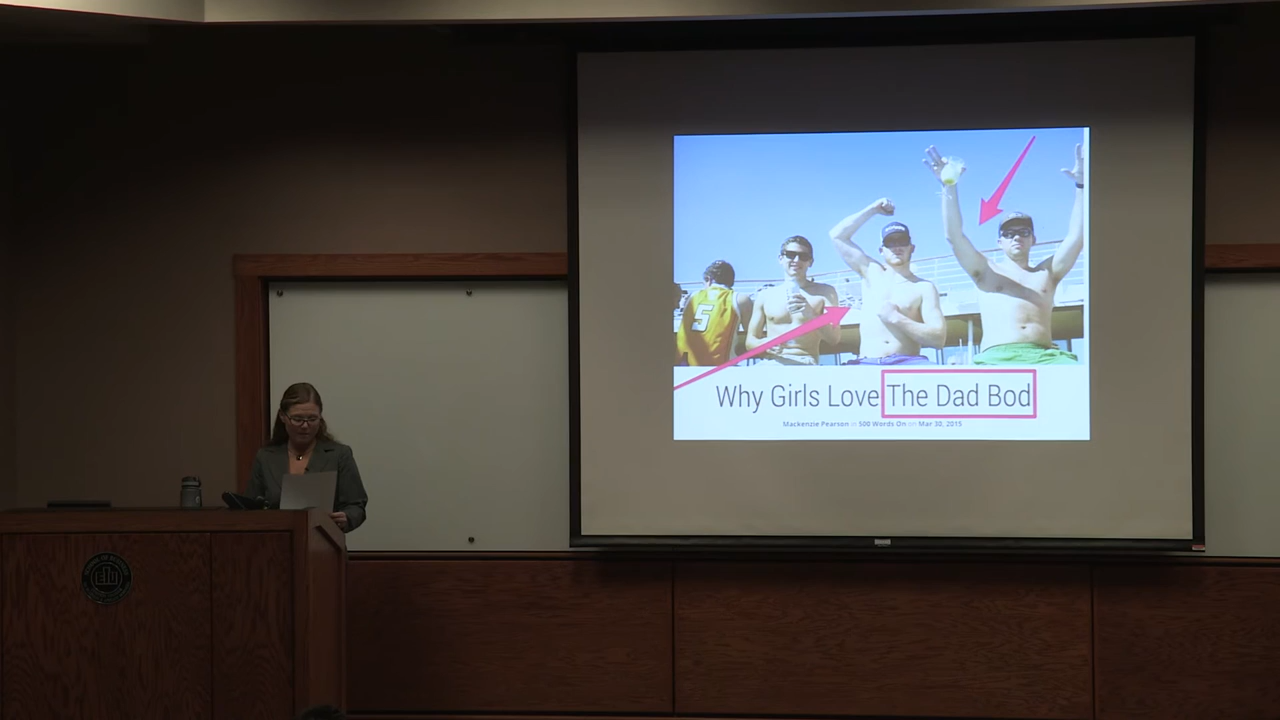 5
Why Girls Love The Dad Bod
Mackenzie Pearson in 500 Words On on Mar 30, 2015